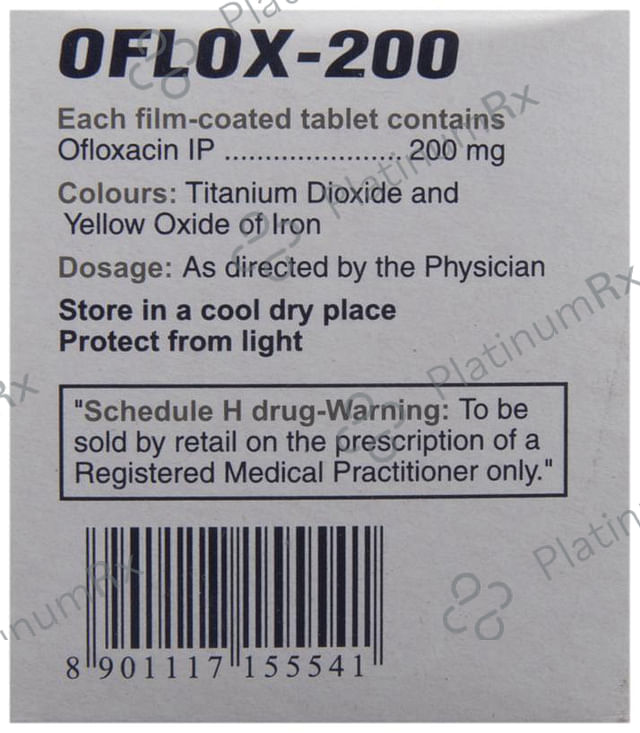 OFLOX-200
Each film-coated tablet contains
Ofloxacin IP ...................... 200 mg
Colours: Titanium Dioxide and
Yellow Oxide of Iron
Dosage: As directed by the Physician
Store in a cool dry place
Protect from light
"Schedule H drug-Warning: To be
sold by retail on the prescription of a
Registered Medical Practitioner only."
8 901117 155541
PlatinumRx
PlatinumRx